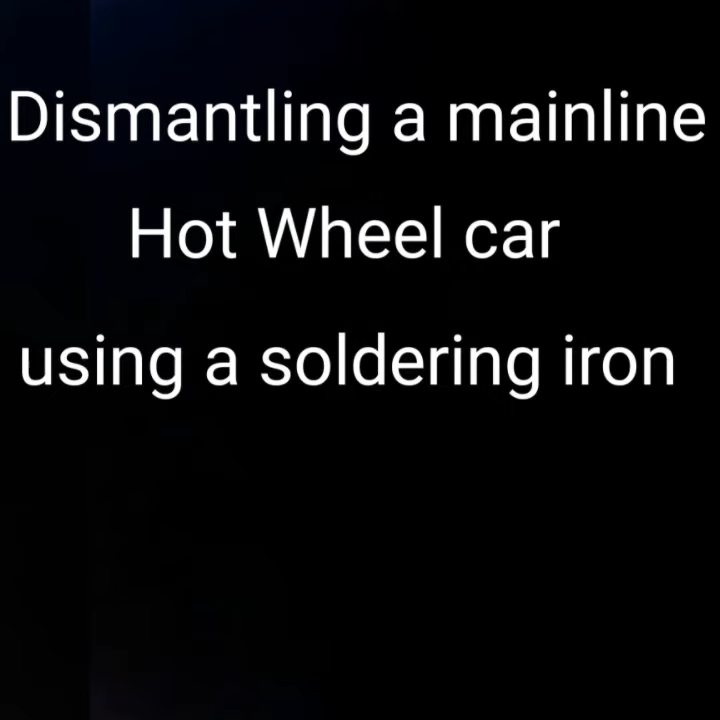 Dismantling a mainline
Hot Wheel car
using a soldering iron